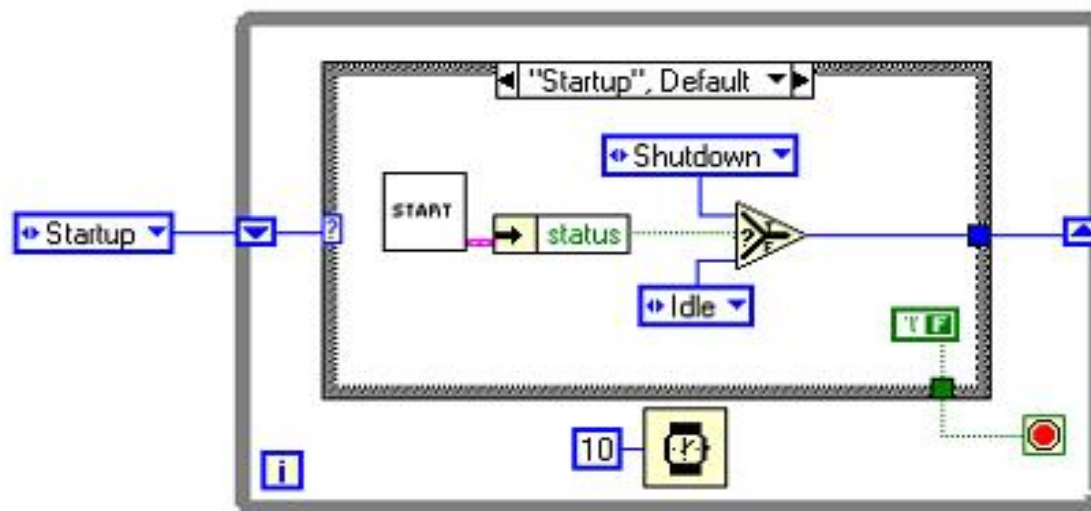 "Startup", Default
Shutdown
START
Startup
?
status
?
T
F
Idle
F
10
i